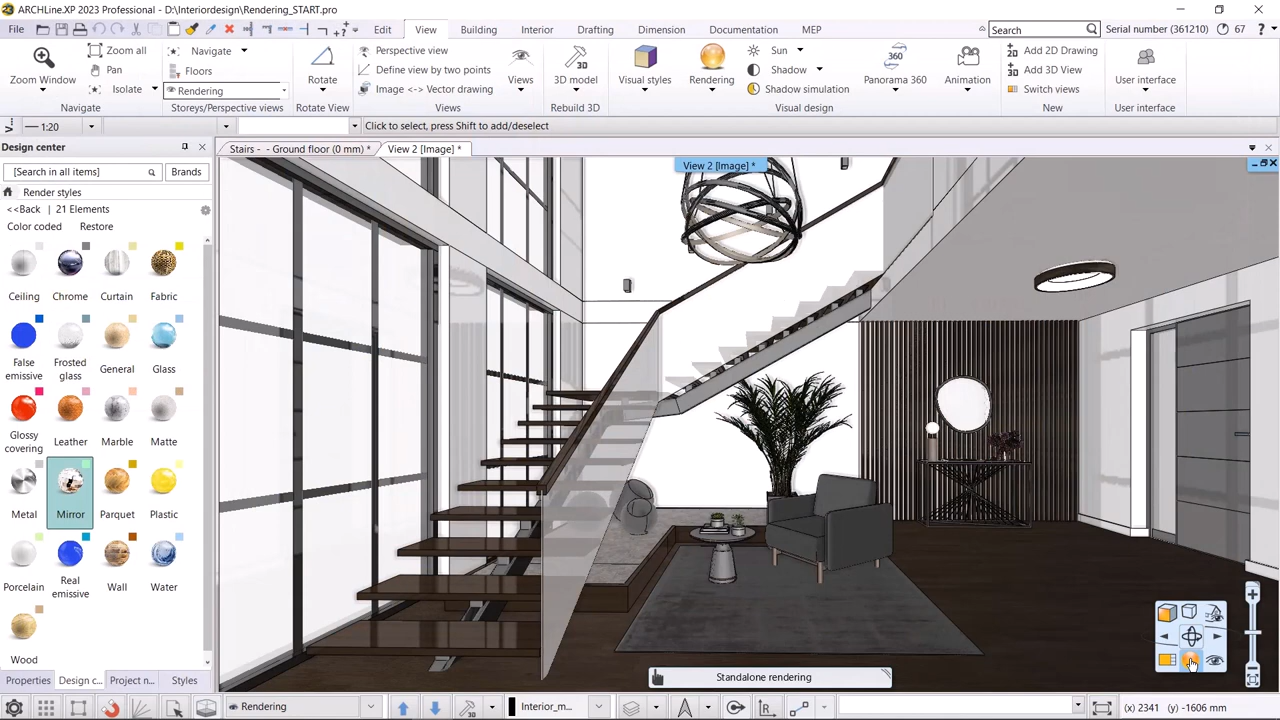 ARCHLine.XP 2023 Professional - D:\Interiordesign\Rendering_START.pro
File Edit View Building Interior Drafting Dimension Documentation MEP Search Serial number (361210) 67 ?
Zoom Window
Zoom all
Pan
Isolate
Navigate
Navigate
Floors
Rendering
Storeys/Perspective views
Rotate
Rotate View
Perspective view
Define view by two points
Image <-> Vector drawing
Views
Views
3D model
Rebuild 3D
Visual styles
Rendering
Sun
Shadow
Shadow simulation
Panorama 360
Animation
Visual design
Add 2D Drawing
Add 3D View
Switch views
New
User interface
User interface
1:20
Click to select, press Shift to add/deselect
Design center
[Search in all items] Brands
Render styles
<<Back 21 Elements
Color coded Restore
Ceiling Chrome Curtain Fabric
False emissive
Frosted glass
General Glass
Glossy covering
Leather Marble Matte
Metal Mirror Parquet Plastic
Porcelain
Real emissive
Wall Water
Wood
Properties Design c... Project n... Styles
Stairs - - Ground floor (0 mm) * View 2 [Image] *
View 2 [Image] *
Standalone rendering
Rendering Interior_m... (x) 2341 (y) -1606 mm